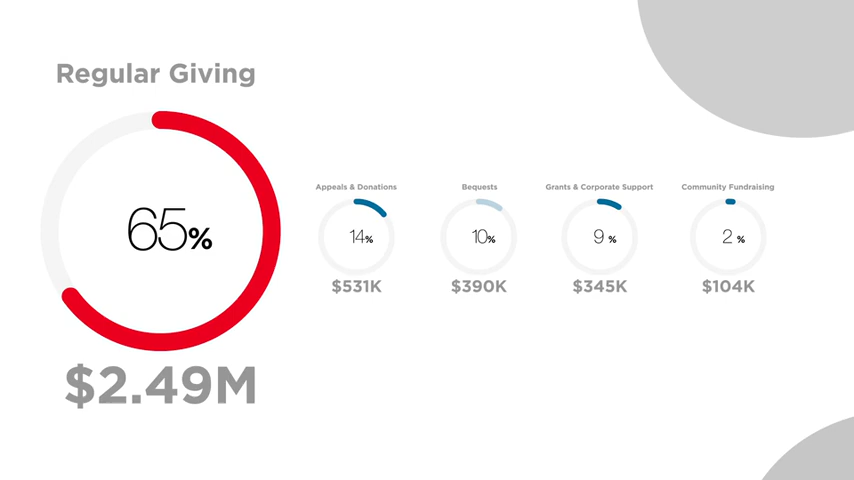 Regular Giving
65%
$2.49M
Appeals & Donations
14%
$531K
Bequests
10%
$390K
Grants & Corporate Support
9 %
$345K
Community Fundraising
2 %
$104K